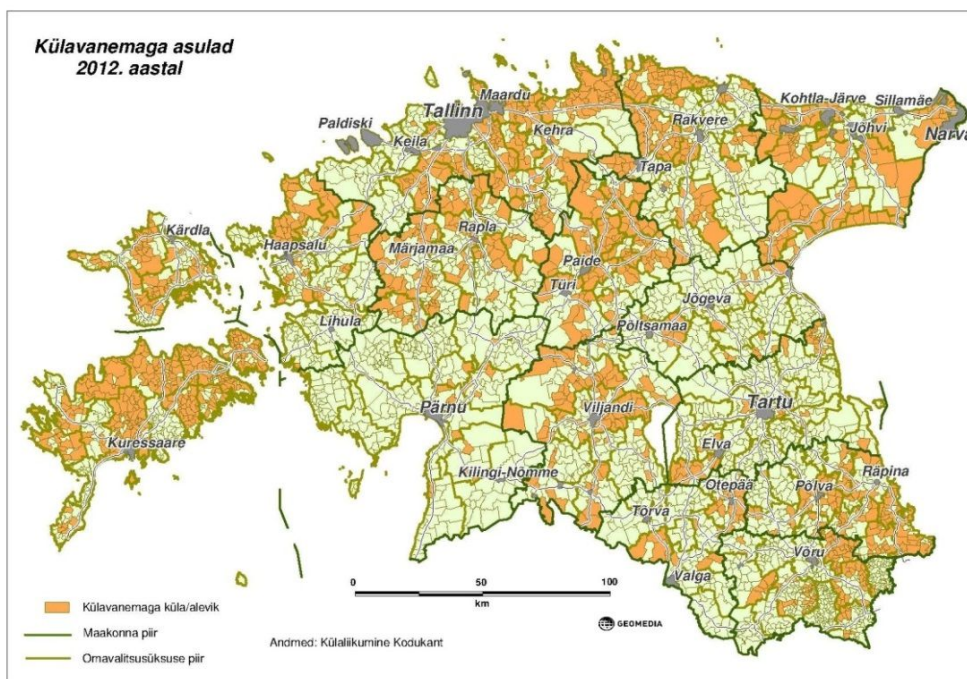 Külavanemaga asulad
2012. aastal
Tallinn
Maardu
Paldiski
Keila
Kehra
Rakvere
Kohtla-Järve
Sillamäe
Jõhvi
Narva
Tapa
Kärdla
Haapsalu
Märjamaa
Rapla
Paide
Türi
Jõgeva
Lihula
Põltsamaa
Pärnu
Viljandi
Tartu
Kuressaare
Elva
Kilingi-Nõmme
Otepää
Põlva
Räpina
Tõrva
Valga
Võru
0 50 100
km
GEOMEDIA
Külavanemaga küla/alevik
Maakonna piir
Omavalitsusüksuse piir
Andmed: Külaliikumine Kodukant